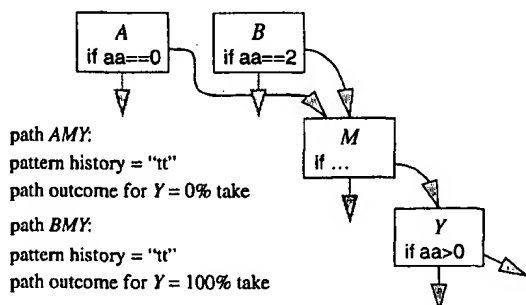 A
if aa==0
B
if aa==2
M
if ...
path AMY:
pattern history = "tt"
path outcome for Y = 0% take
path BMY:
pattern history = "tt"
path outcome for Y = 100% take
Y
if aa>0